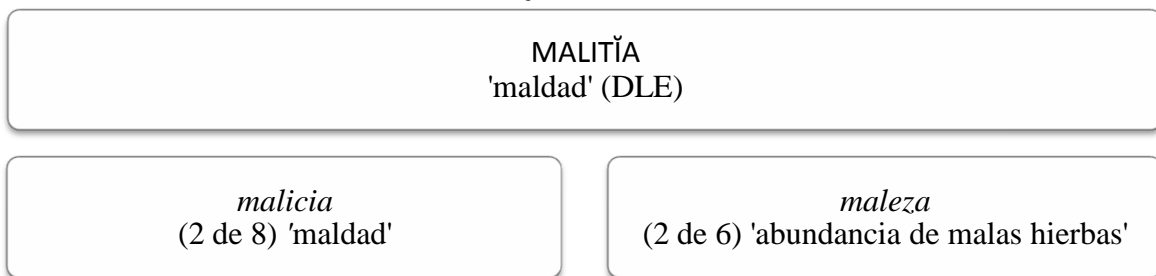 MALITĬA
'maldad' (DLE)
malicia
(2 de 8) 'maldad'
maleza
(2 de 6) 'abundancia de malas hierbas'